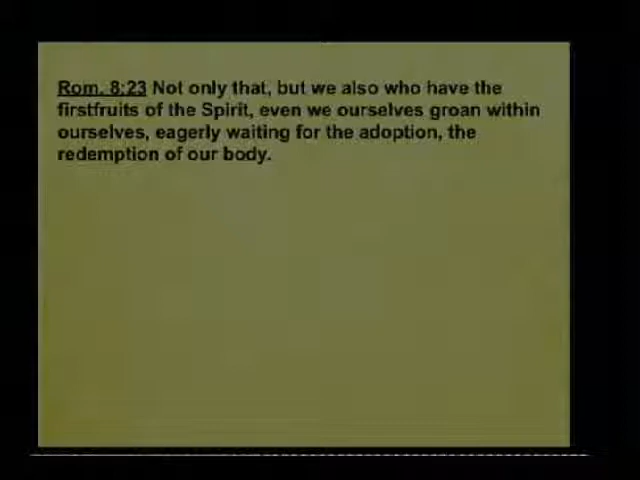 Rom. 8:23 Not only that, but we also who have the
firstfruits of the Spirit, even we ourselves groan within
ourselves, eagerly waiting for the adoption, the
redemption of our body.